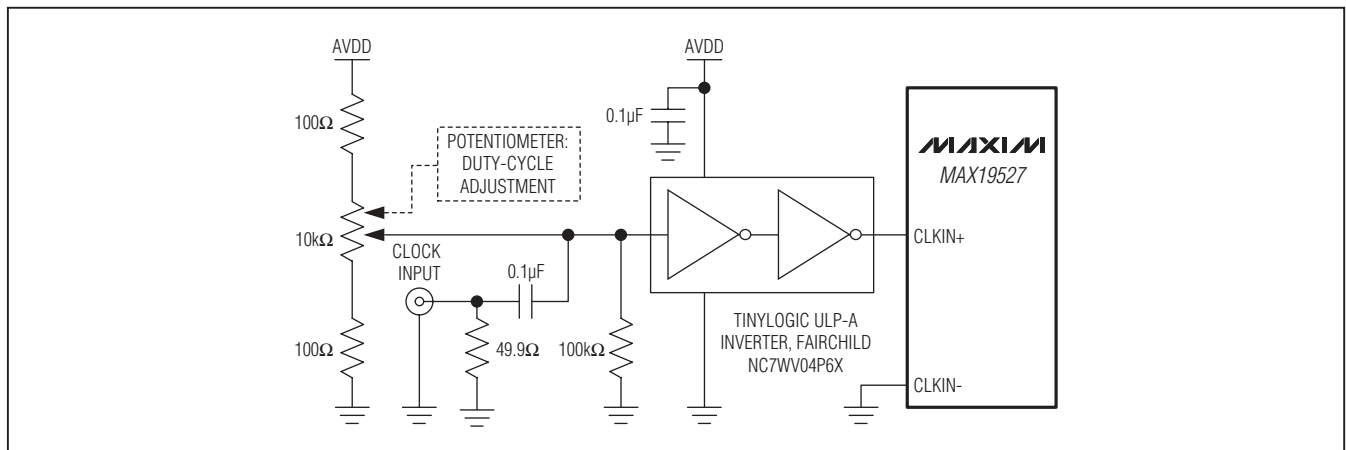 AVDD
100Ω
POTENTIOMETER:
DUTY-CYCLE
ADJUSTMENT
10kΩ
CLOCK
INPUT
0.1µF
49.9Ω
100kΩ
100Ω
AVDD
0.1µF
TINYLOGIC ULP-A
INVERTER, FAIRCHILD
NC7WV04P6X
MAXIM
MAX19527
CLKIN+
CLKIN-